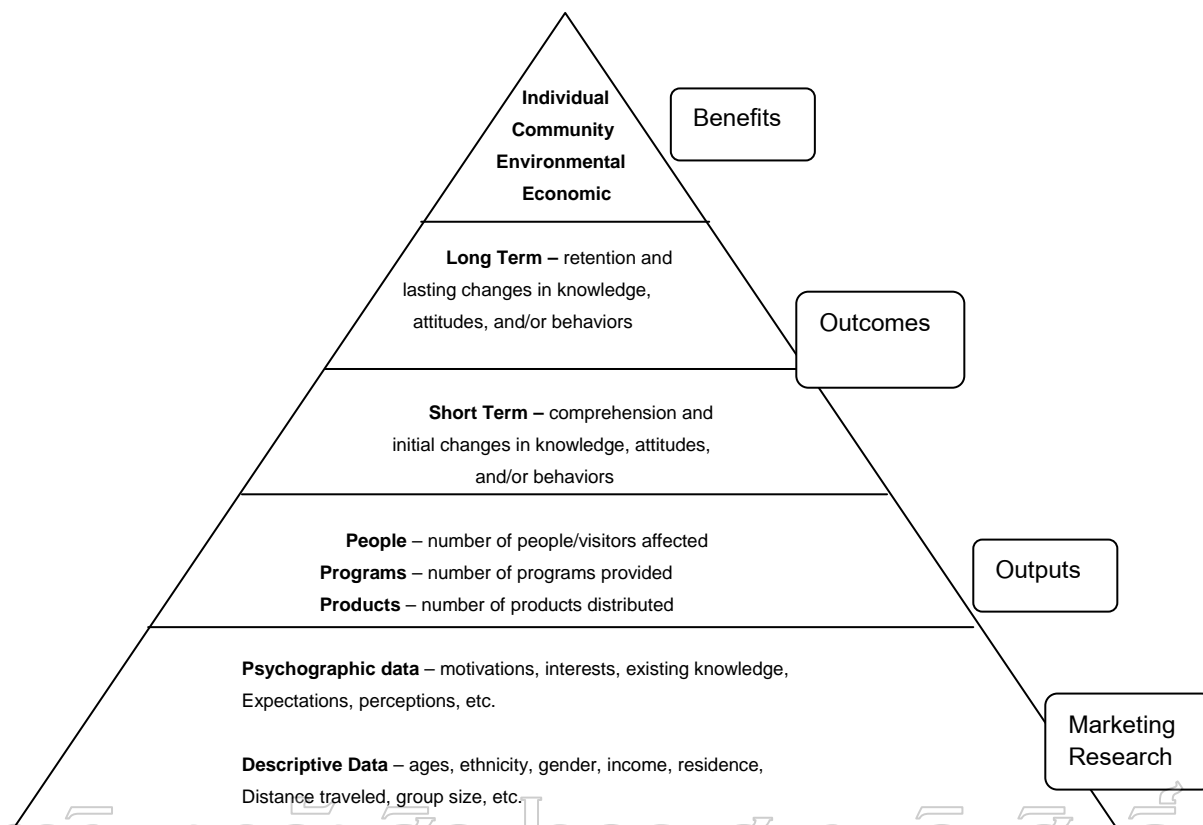 Individual
Community
Environmental
Economic
Benefits
Long Term – retention and
lasting changes in knowledge,
attitudes, and/or behaviors
Outcomes
Short Term – comprehension and
initial changes in knowledge, attitudes,
and/or behaviors
People – number of people/visitors affected
Programs – number of programs provided
Products – number of products distributed
Outputs
Psychographic data – motivations, interests, existing knowledge,
Expectations, perceptions, etc.
Marketing
Research
Descriptive Data – ages, ethnicity, gender, income, residence,
Distance traveled, group size, etc.